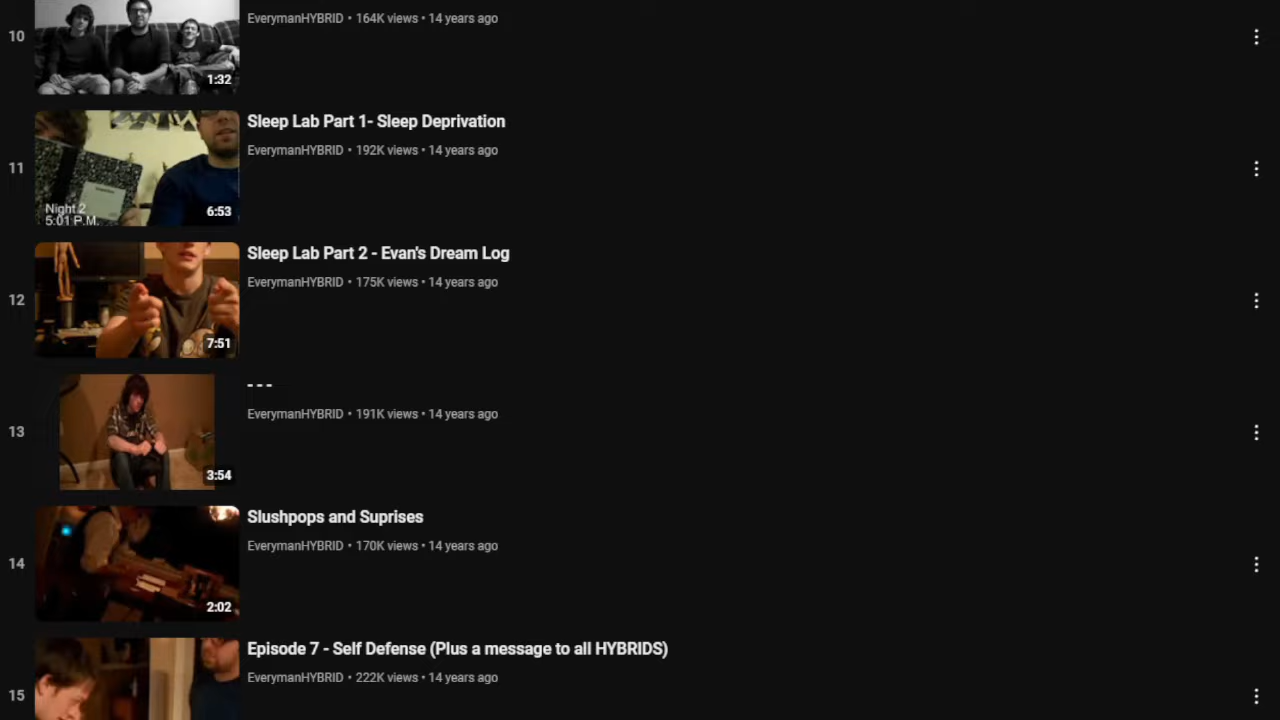 EverymanHYBRID • 164K views • 14 years ago
10
1:32
Sleep Lab Part 1- Sleep Deprivation
EverymanHYBRID • 192K views • 14 years ago
11
Night 2
5:01 P.M.
6:53
Sleep Lab Part 2 - Evan's Dream Log
EverymanHYBRID • 175K views • 14 years ago
12
7:51
- - -
EverymanHYBRID • 191K views • 14 years ago
13
3:54
Slushpops and Suprises
EverymanHYBRID • 170K views • 14 years ago
14
2:02
Episode 7 - Self Defense (Plus a message to all HYBRIDS)
EverymanHYBRID • 222K views • 14 years ago
15